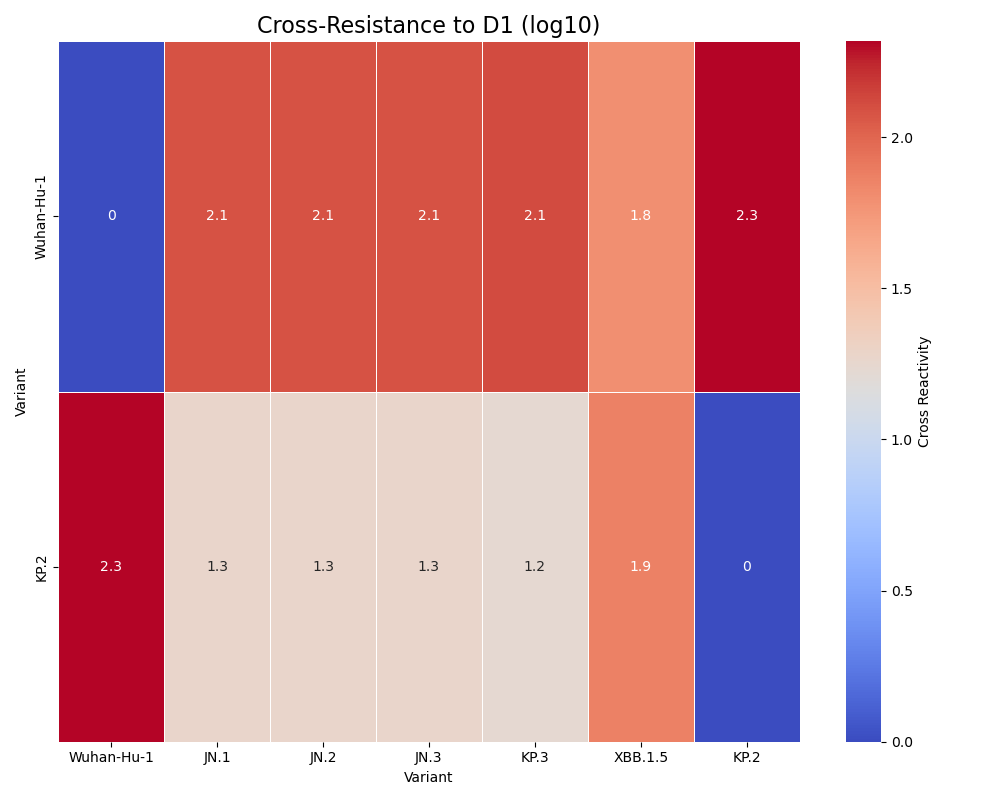 Cross-Resistance to D1 (log10)
Variant
Wuhan-Hu-1
0 2.1 2.1 2.1 2.1 1.8 2.3
KP.2
2.3 1.3 1.3 1.3 1.2 1.9 0
Wuhan-Hu-1 JN.1 JN.2 JN.3 KP.3 XBB.1.5 KP.2
Variant
2.0
1.5
1.0
0.5
0.0
Cross Reactivity